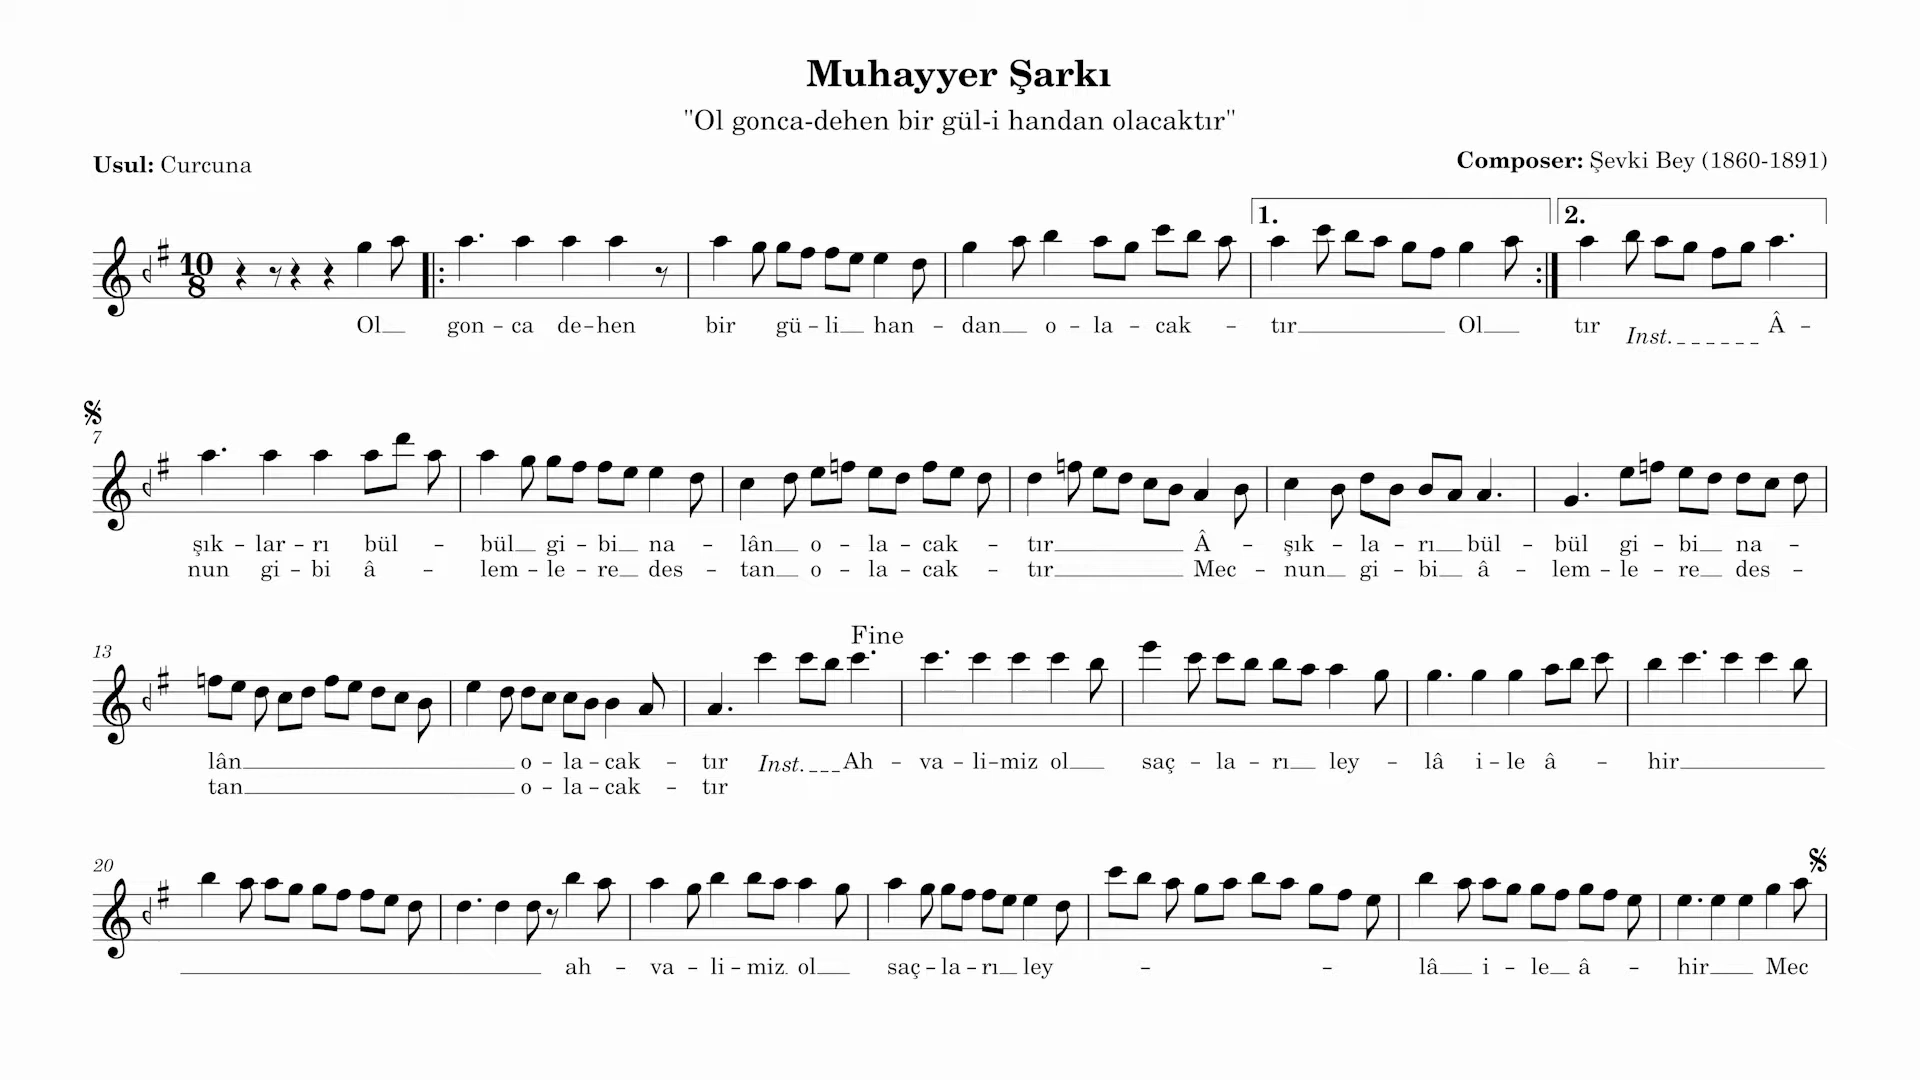 Muhayyer Şarkı
"Ol gonca-dehen bir gül-i handan olacaktır"
Usul: Curcuna
Composer: Şevki Bey (1860-1891)
1. 2.
10
8
Ol gon - ca de - hen bir gü - li han - dan o - la - cak - tır Ol tır Inst. Â -
7
şık - lar - rı bül - bül gi - bi na - lân o - la - cak - tır Â - şık - la - rı bül - bül gi - bi na -
nun gi - bi â - lem - le - re des - tan o - la - cak - tır Mec - nun gi - bi â - lem - le - re des -
Fine
13
lân o - la - cak - tır Inst. Ah - va - li - miz ol saç - la - rı ley - lâ i - le â - hir
tan o - la - cak - tır
20
ah - va - li - miz ol saç - la - rı ley - - lâ i - le â - hir Mec